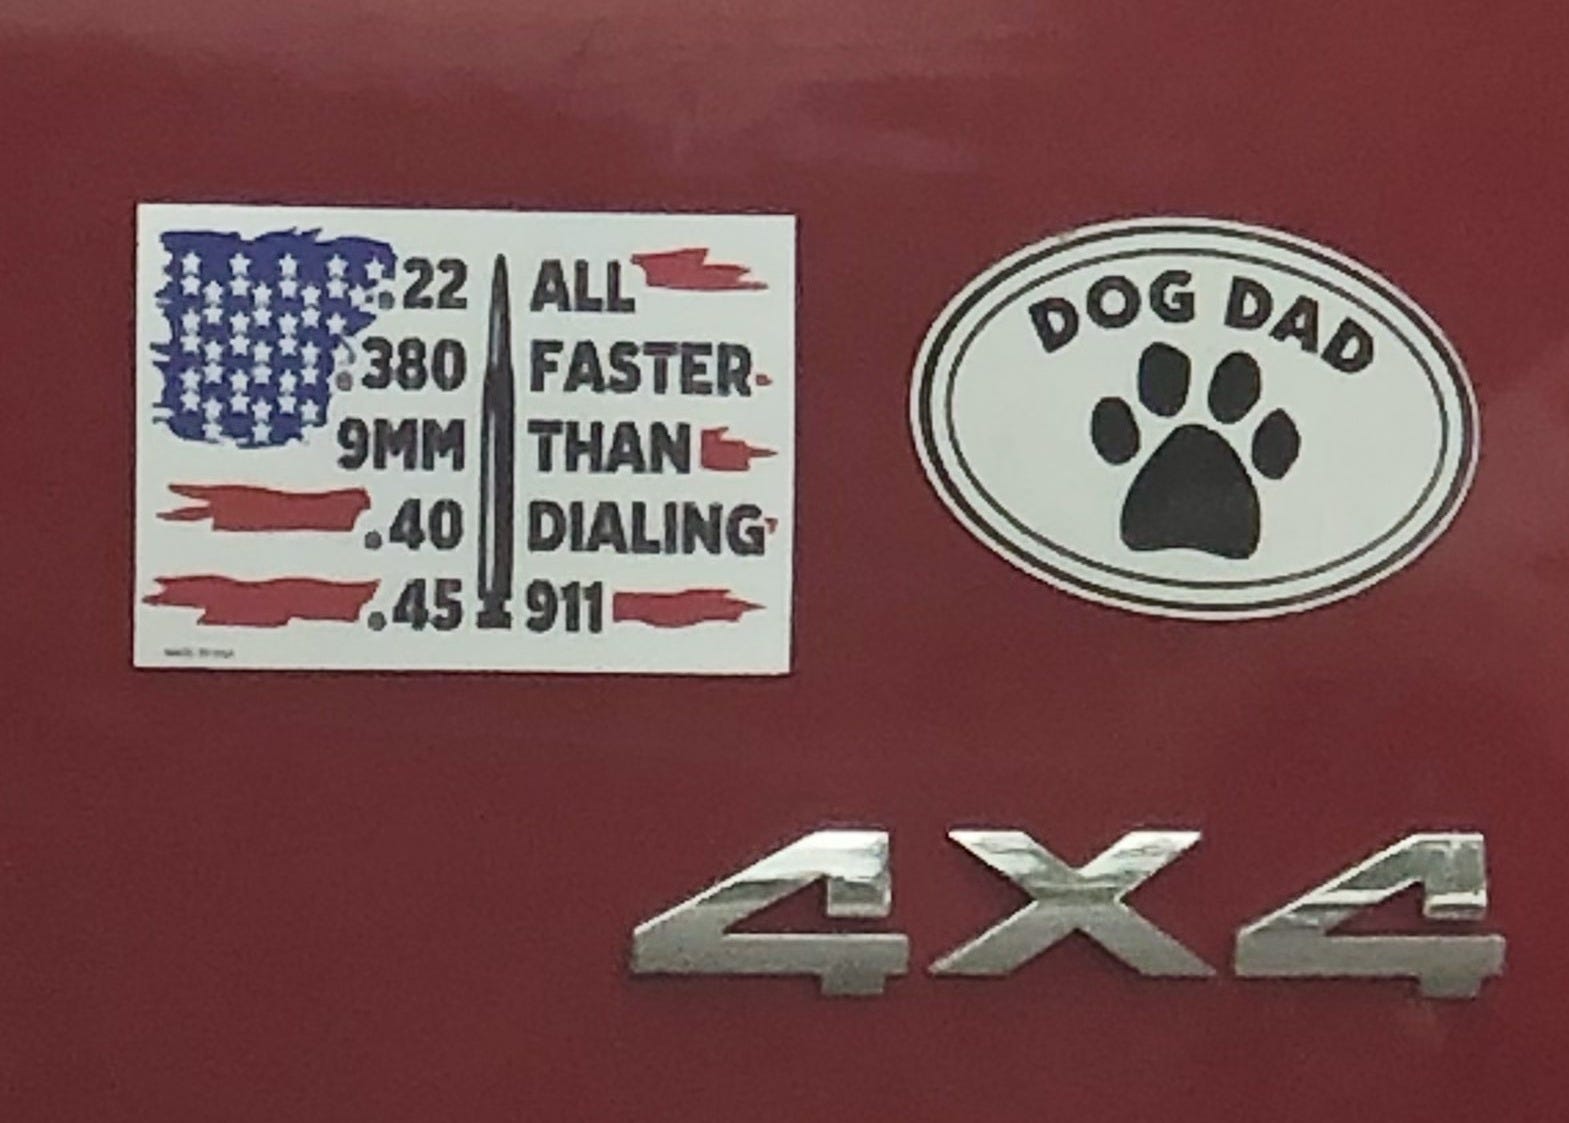 .22 ALL
.380 FASTER
9MM THAN
.40 DIALING
.45 911
DOG DAD
4X4